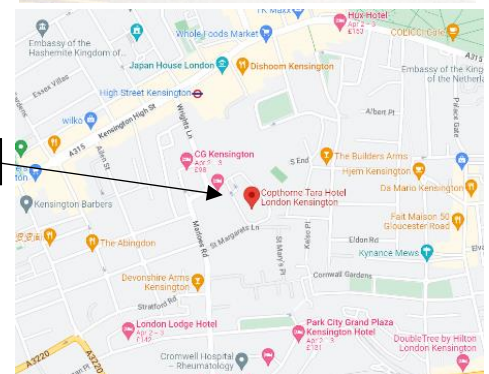 TK Maxx
Hux Hotel
Apr 2 – 3
£152
Embassy of the
Hashemite Kingdom of...
Whole Foods Market
Japan House London
Dishoom Kensington
A315
Embassy of the King
of the Netherla
Essex Villas
High Street Kensington
Wrights Ln
Albert Pl
Palace Gate
wilko
Kensington High St
A315
Allen St
CG Kensington
£98
S End
The Builders Arms
Hjem Kensington
Copthorne Tara Hotel
London Kensington
Da Mario Kensington
Kensington Barbers
Marloes Rd
St Margarets Ln
St Mary's Pl
Kelso Pl
Fait Maison 50
Gloucester Road
The Abingdon
Eldon Rd
Kynance Mews
Elva
Devonshire Arms
Kensington
Cornwall Gardens
Stratford Rd
London Lodge Hotel
Apr 2 – 3
£142
Park City Grand Plaza
Kensington Hotel
Apr 2 – 3
£131
DoubleTree by Hilton
London Kensington
A3220
A3220
Cromwell Hospital
– Rheumatology